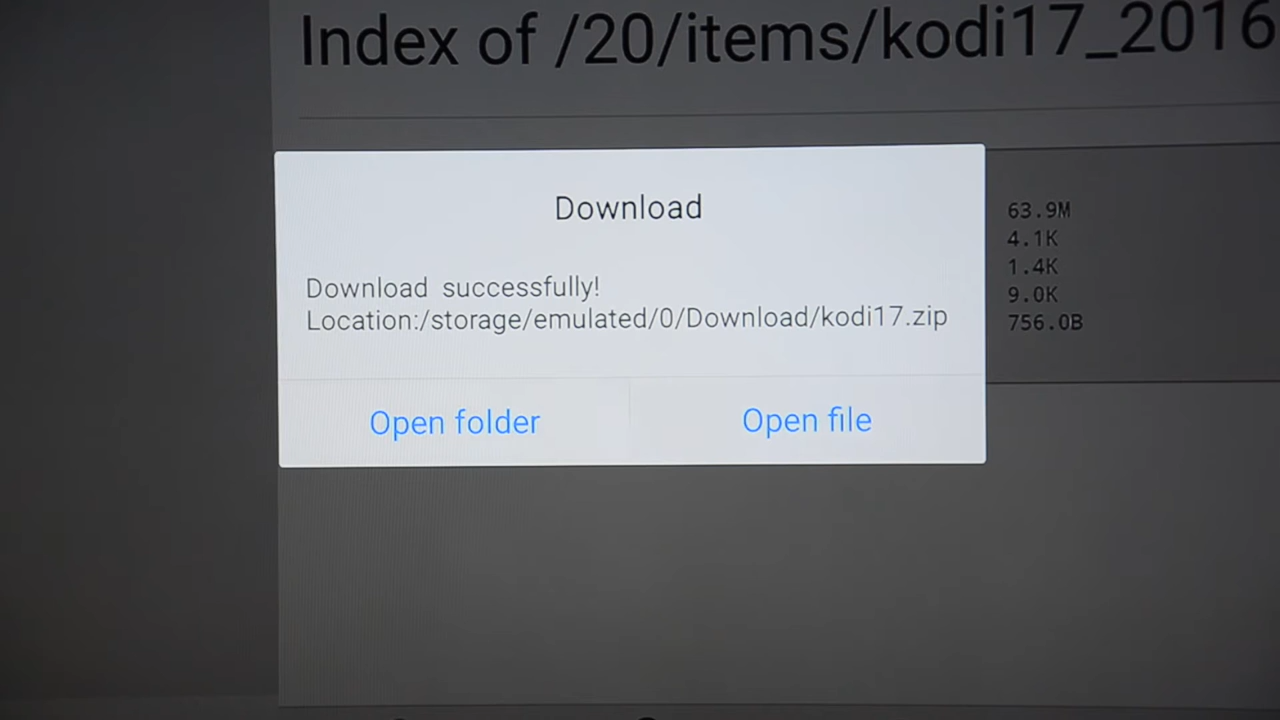 Index of /20/items/kodi17_2016
Download
63.9M
4.1K
1.4K
9.0K
756.0B
Download successfully!
Location:/storage/emulated/0/Download/kodi17.zip
Open folder
Open file